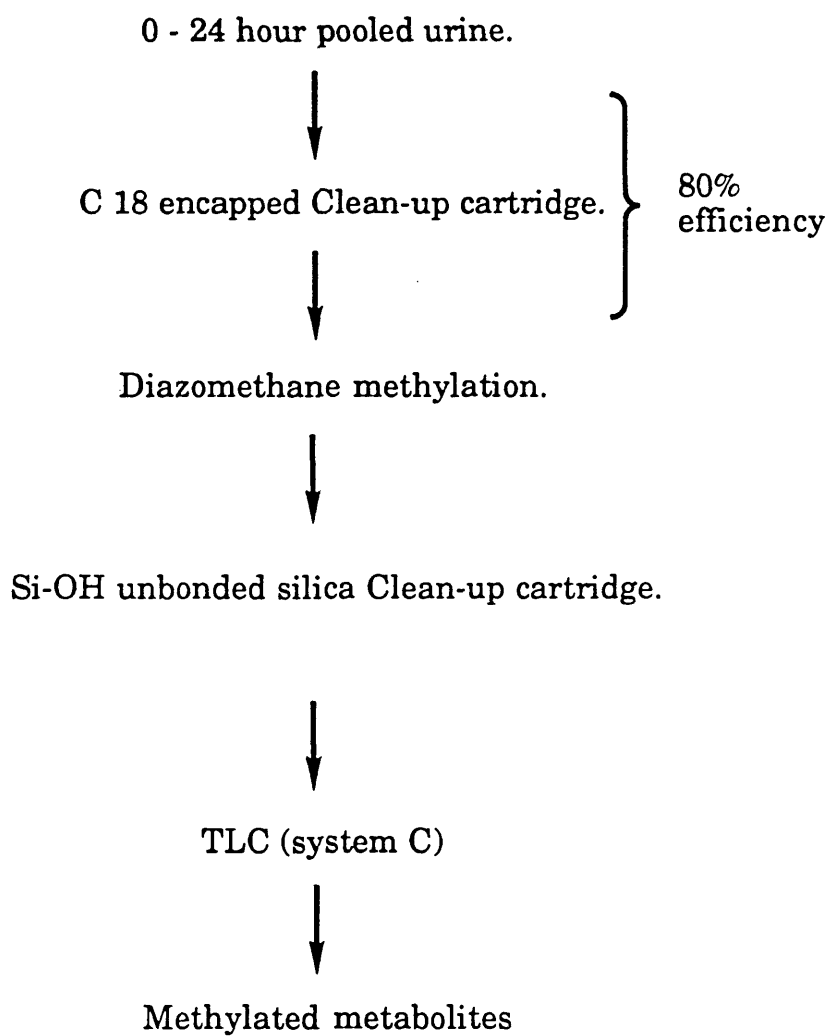 0 - 24 hour pooled urine.
C 18 encapped Clean-up cartridge.
80%
efficiency
Diazomethane methylation.
Si-OH unbonded silica Clean-up cartridge.
TLC (system C)
Methylated metabolites